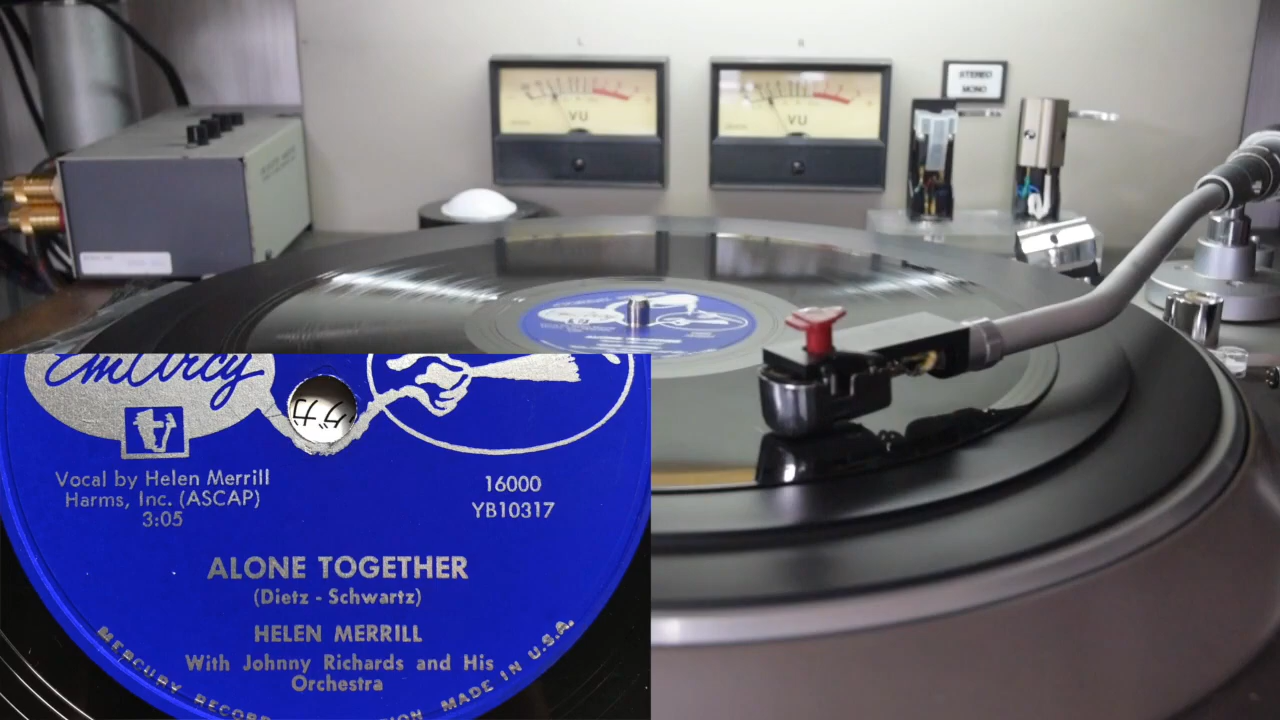 L
R
VU
VU
STEREO
MONO
EmArcy
Vocal by Helen Merrill
Harms, Inc. (ASCAP)
3:05
16000
YB10317
ALONE TOGETHER
(Dietz - Schwartz)
HELEN MERRILL
With Johnny Richards and His
Orchestra
MERCURY RECORD
MADE IN U.S.A.